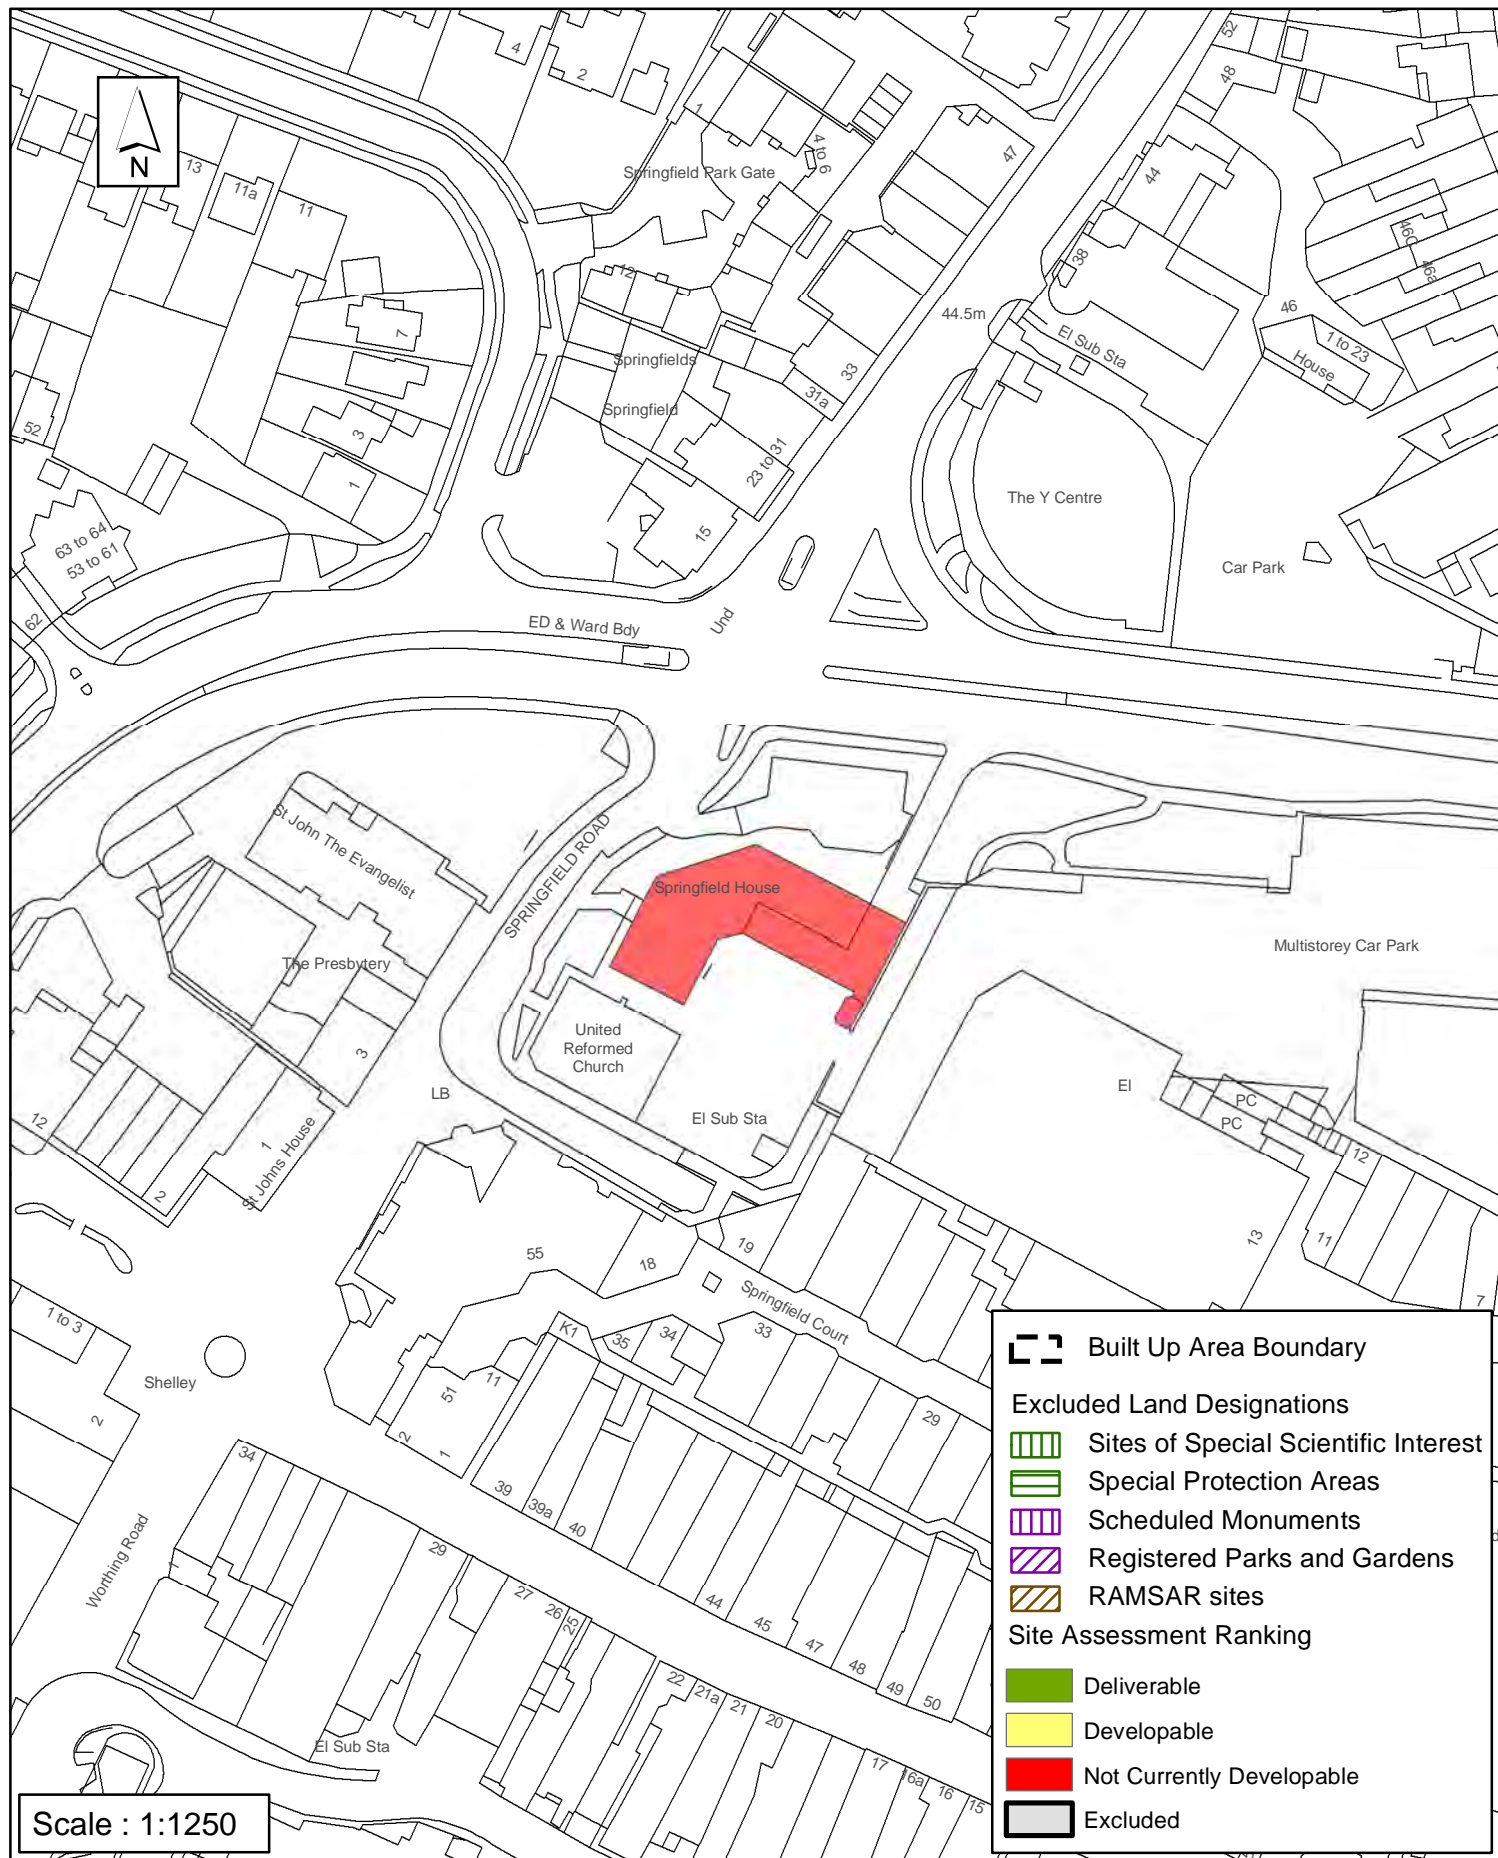 4
2
1
52
48
N
13
11a
11
Springfield Park Gate
4 to 6
47
44
38
46C
46a
7
12
44.5m
El Sub Sta
46
1 to 23
House
Springfields
33
31a
Springfield
52
3
1
23 to 31
15
The Y Centre
Car Park
63 to 64
53 to 61
62
ED & Ward Bdy
Und
St John The Evangelist
SPRINGFIELD ROAD
Springfield House
The Presbytery
Multistorey Car Park
United
Reformed
Church
3
LB
El
PC
PC
El Sub Sta
12
1
St Johns House
2
12
13
11
7
55
18
19
Springfield Court
1 to 3
K1
35
34
33
Shelley
2
51
11
2
1
29
34
39
39a
40
Worthing Road
1
29
27
26
25
44
45
47
48
49
50
22
21a
21
20
17
16a
16
15
El Sub Sta
Built Up Area Boundary
Excluded Land Designations
Sites of Special Scientific Interest
Special Protection Areas
Scheduled Monuments
Registered Parks and Gardens
RAMSAR sites
Site Assessment Ranking
Deliverable
Developable
Not Currently Developable
Excluded
Scale : 1:1250